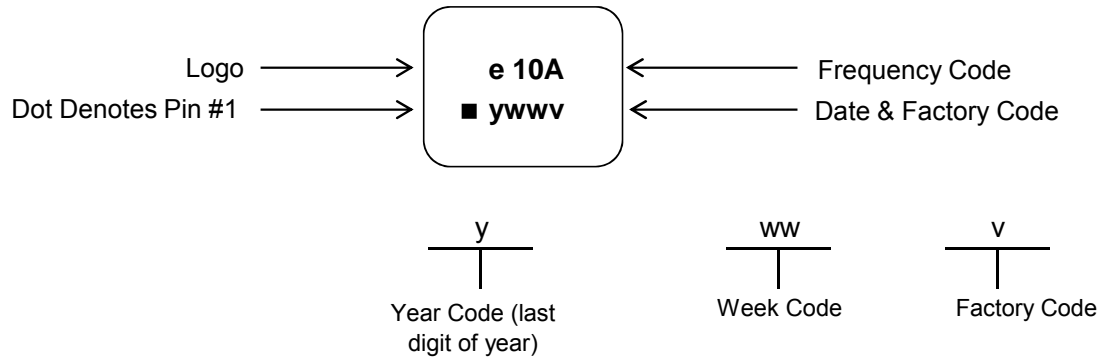 Logo
e 10A
Frequency Code
Dot Denotes Pin #1
■ ywwv
Date & Factory Code
y
ww
v
Year Code (last
digit of year)
Week Code
Factory Code